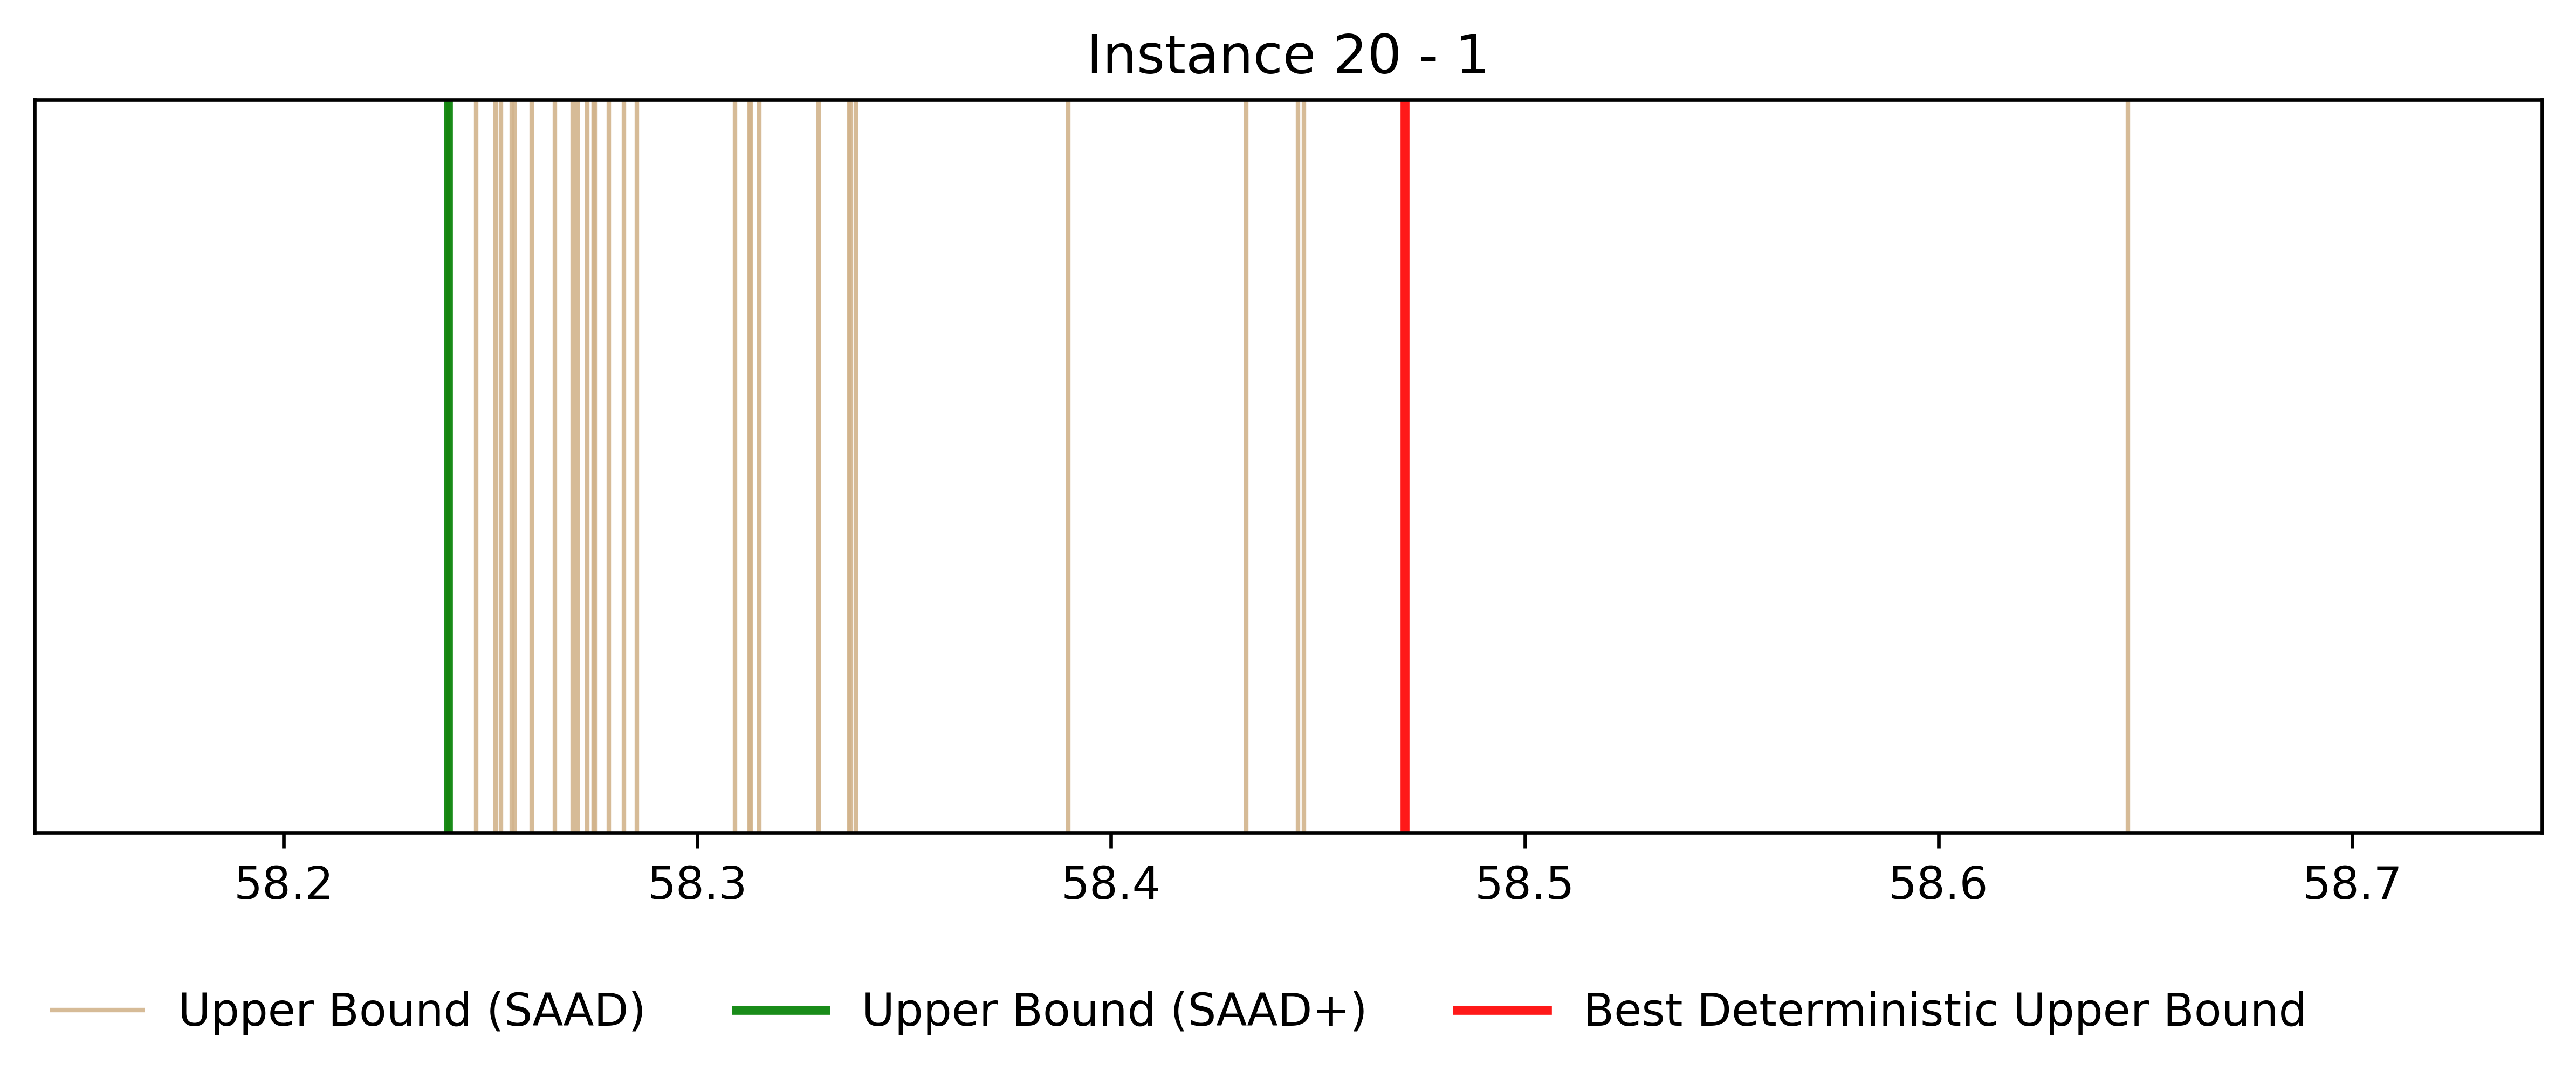 Instance 20 - 1
58.2 58.3 58.4 58.5 58.6 58.7
Upper Bound (SAAD) Upper Bound (SAAD+) Best Deterministic Upper Bound